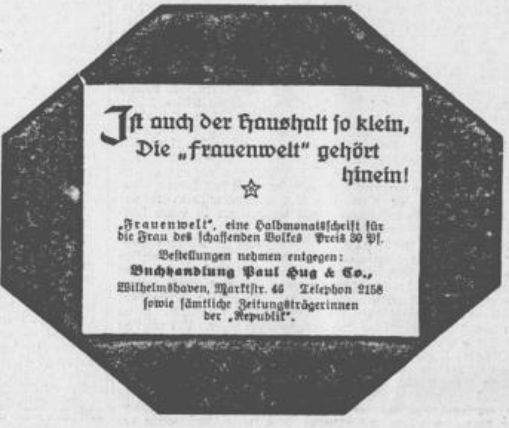 Ist auch der Haushalt so klein,
Die „Frauenwelt“ gehört
hinein!
„Frauenwelt“, eine Halbmonatsschrift für
die Frau des schaffenden Volkes Preis 30 Pf.
Bestellungen nehmen entgegen:
Buchhandlung Paul Hug & Co.,
Wilhelmshaven, Marktstr. 46 Telephon 2158
sowie sämtliche Zeitungsträgerinnen
der „Republik“.